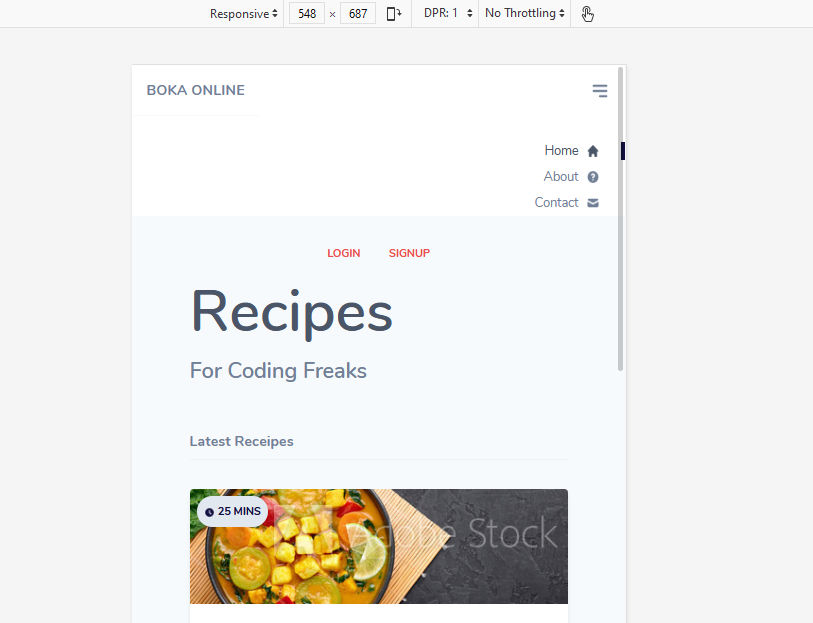 Responsive 548 × 687 DPR: 1 No Throttling
BOKA ONLINE
Home
About
Contact
LOGIN SIGNUP
Recipes
For Coding Freaks
Latest Receipes
25 MINS
Adobe Stock